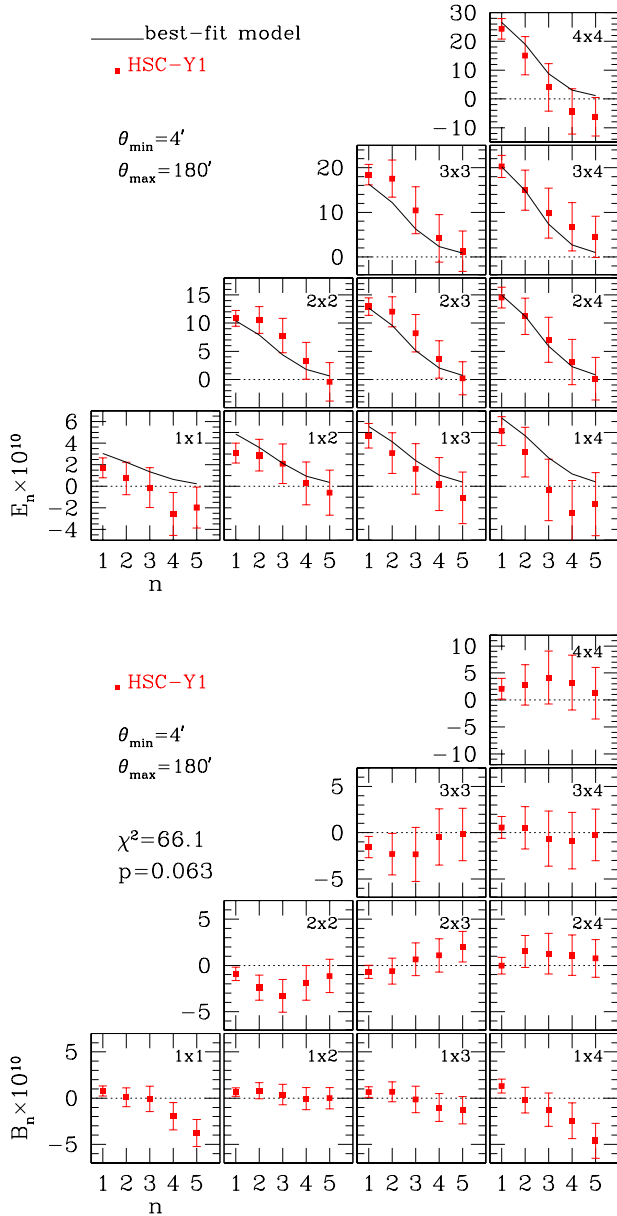 best-fit model
HSC-Y1
θmin=4′
θmax=180′
30
20
10
0
−10
4x4
20
10
0
3x3
3x4
15
10
5
0
2x2
2x3
2x4
6
4
2
0
−2
−4
Eₙ×10¹⁰
1x1
1x2
1x3
1x4
1 2 3 4 5 1 2 3 4 5 1 2 3 4 5 1 2 3 4 5
n
HSC-Y1
θmin=4′
θmax=180′
χ²=66.1
p=0.063
10
5
0
−5
−10
4x4
5
0
−5
3x3
3x4
5
0
−5
2x2
2x3
2x4
5
0
−5
Bₙ×10¹⁰
1x1
1x2
1x3
1x4
1 2 3 4 5 1 2 3 4 5 1 2 3 4 5 1 2 3 4 5
n